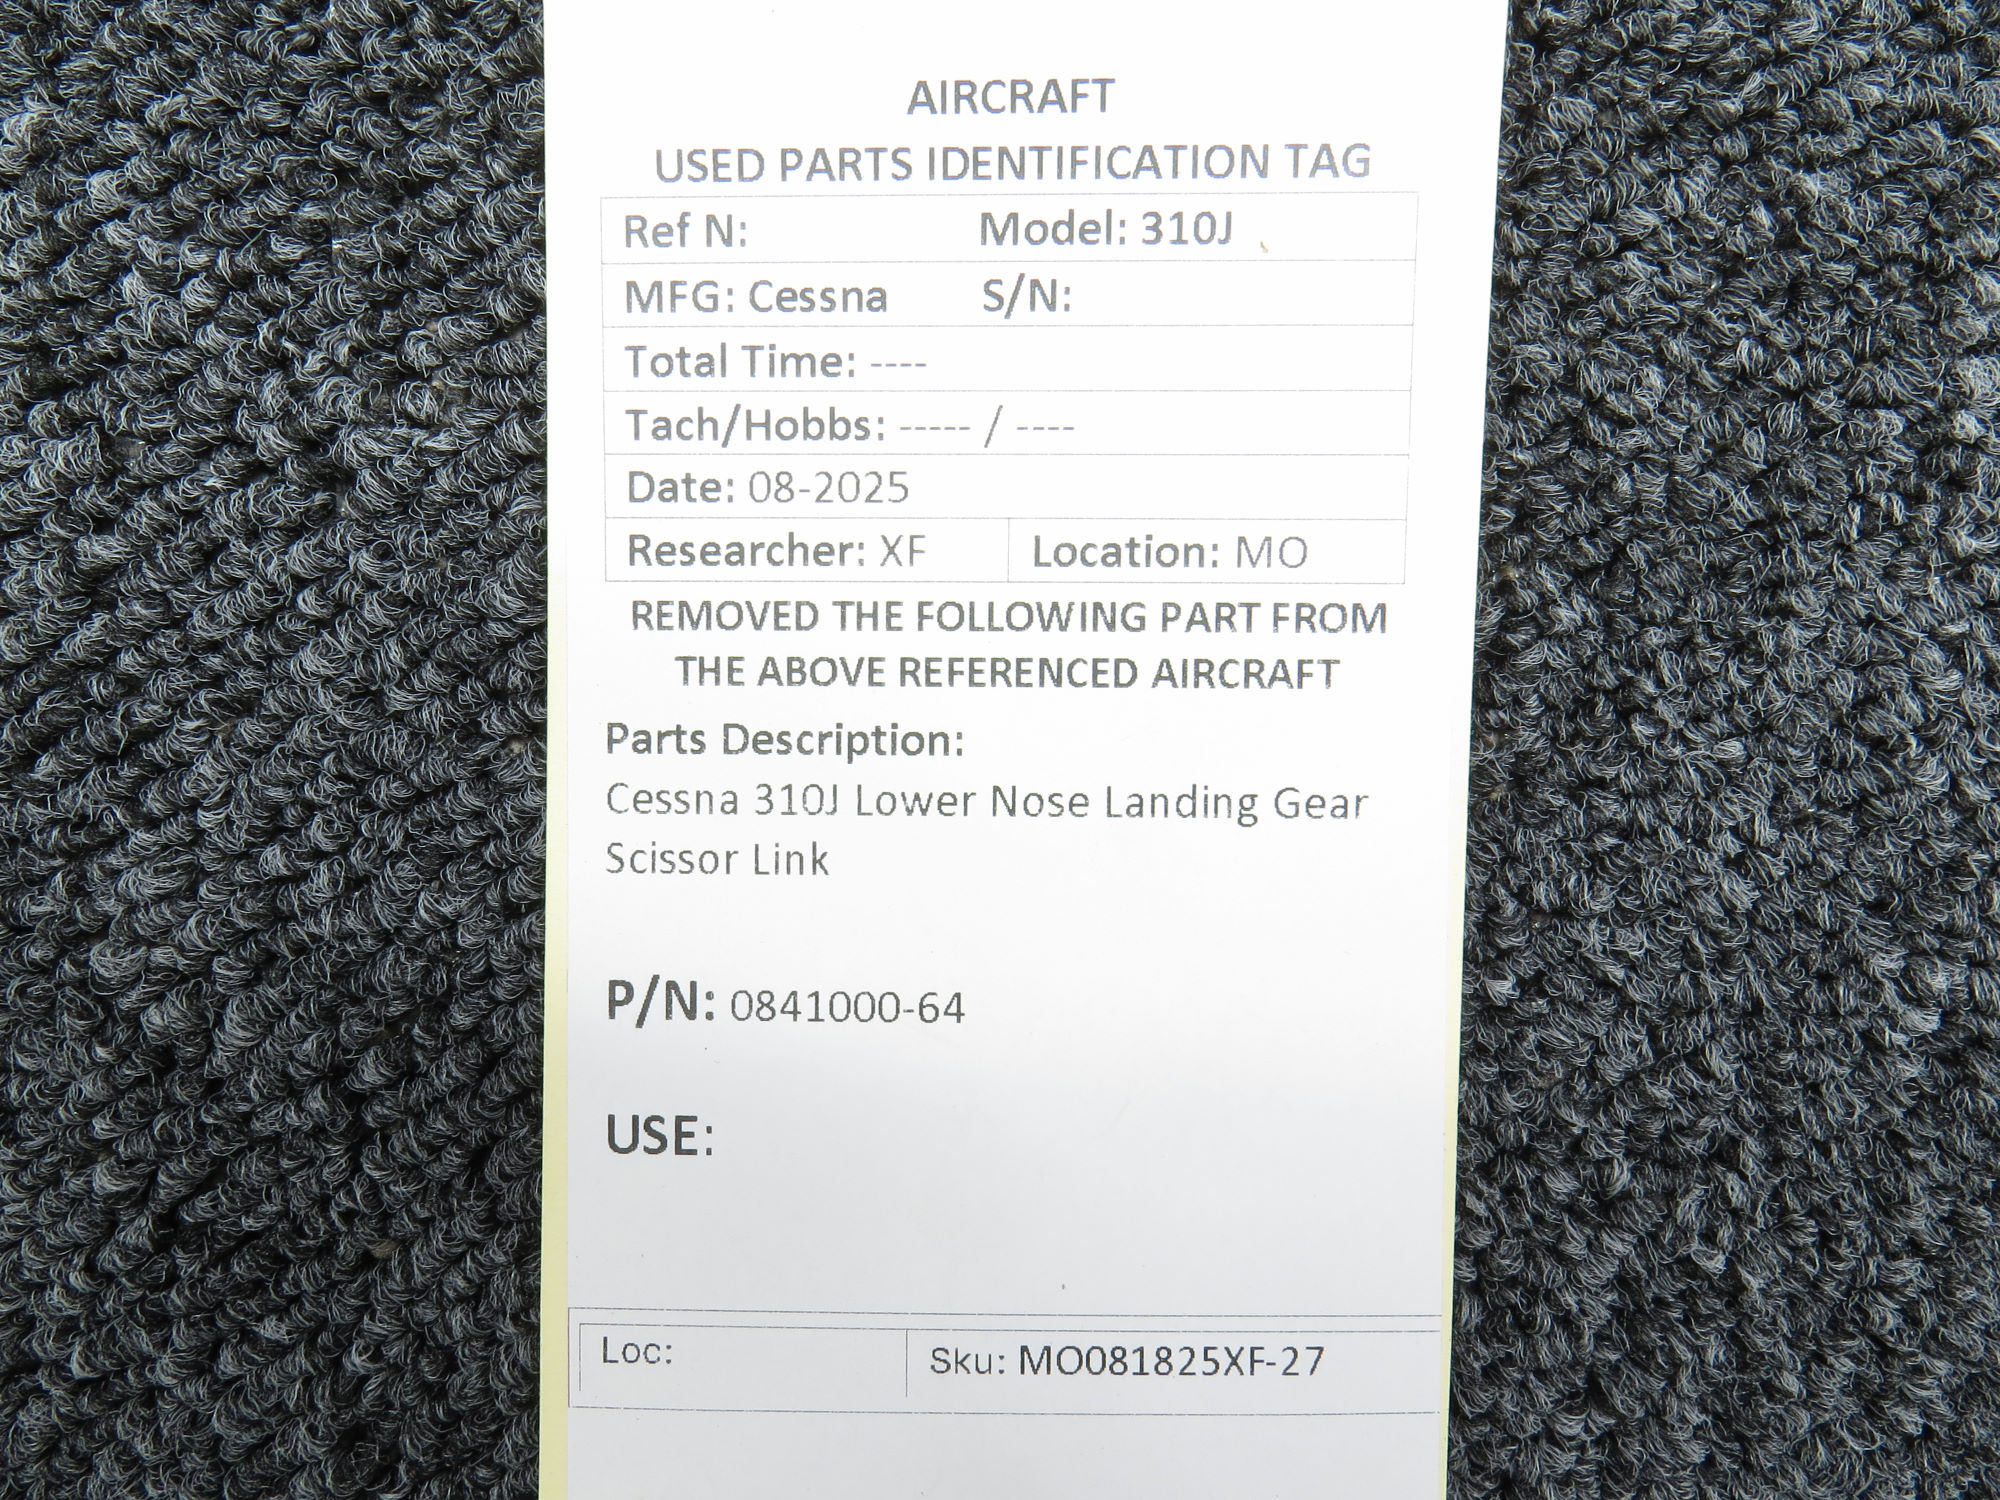 AIRCRAFT
USED PARTS IDENTIFICATION TAG
Ref N: Model: 310J
MFG: Cessna S/N:
Total Time: ----
Tach/Hobbs: ----- / ----
Date: 08-2025
Researcher: XF Location: MO
REMOVED THE FOLLOWING PART FROM
THE ABOVE REFERENCED AIRCRAFT
Parts Description:
Cessna 310J Lower Nose Landing Gear
Scissor Link
P/N: 0841000-64
USE:
Loc: Sku: MO081825XF-27